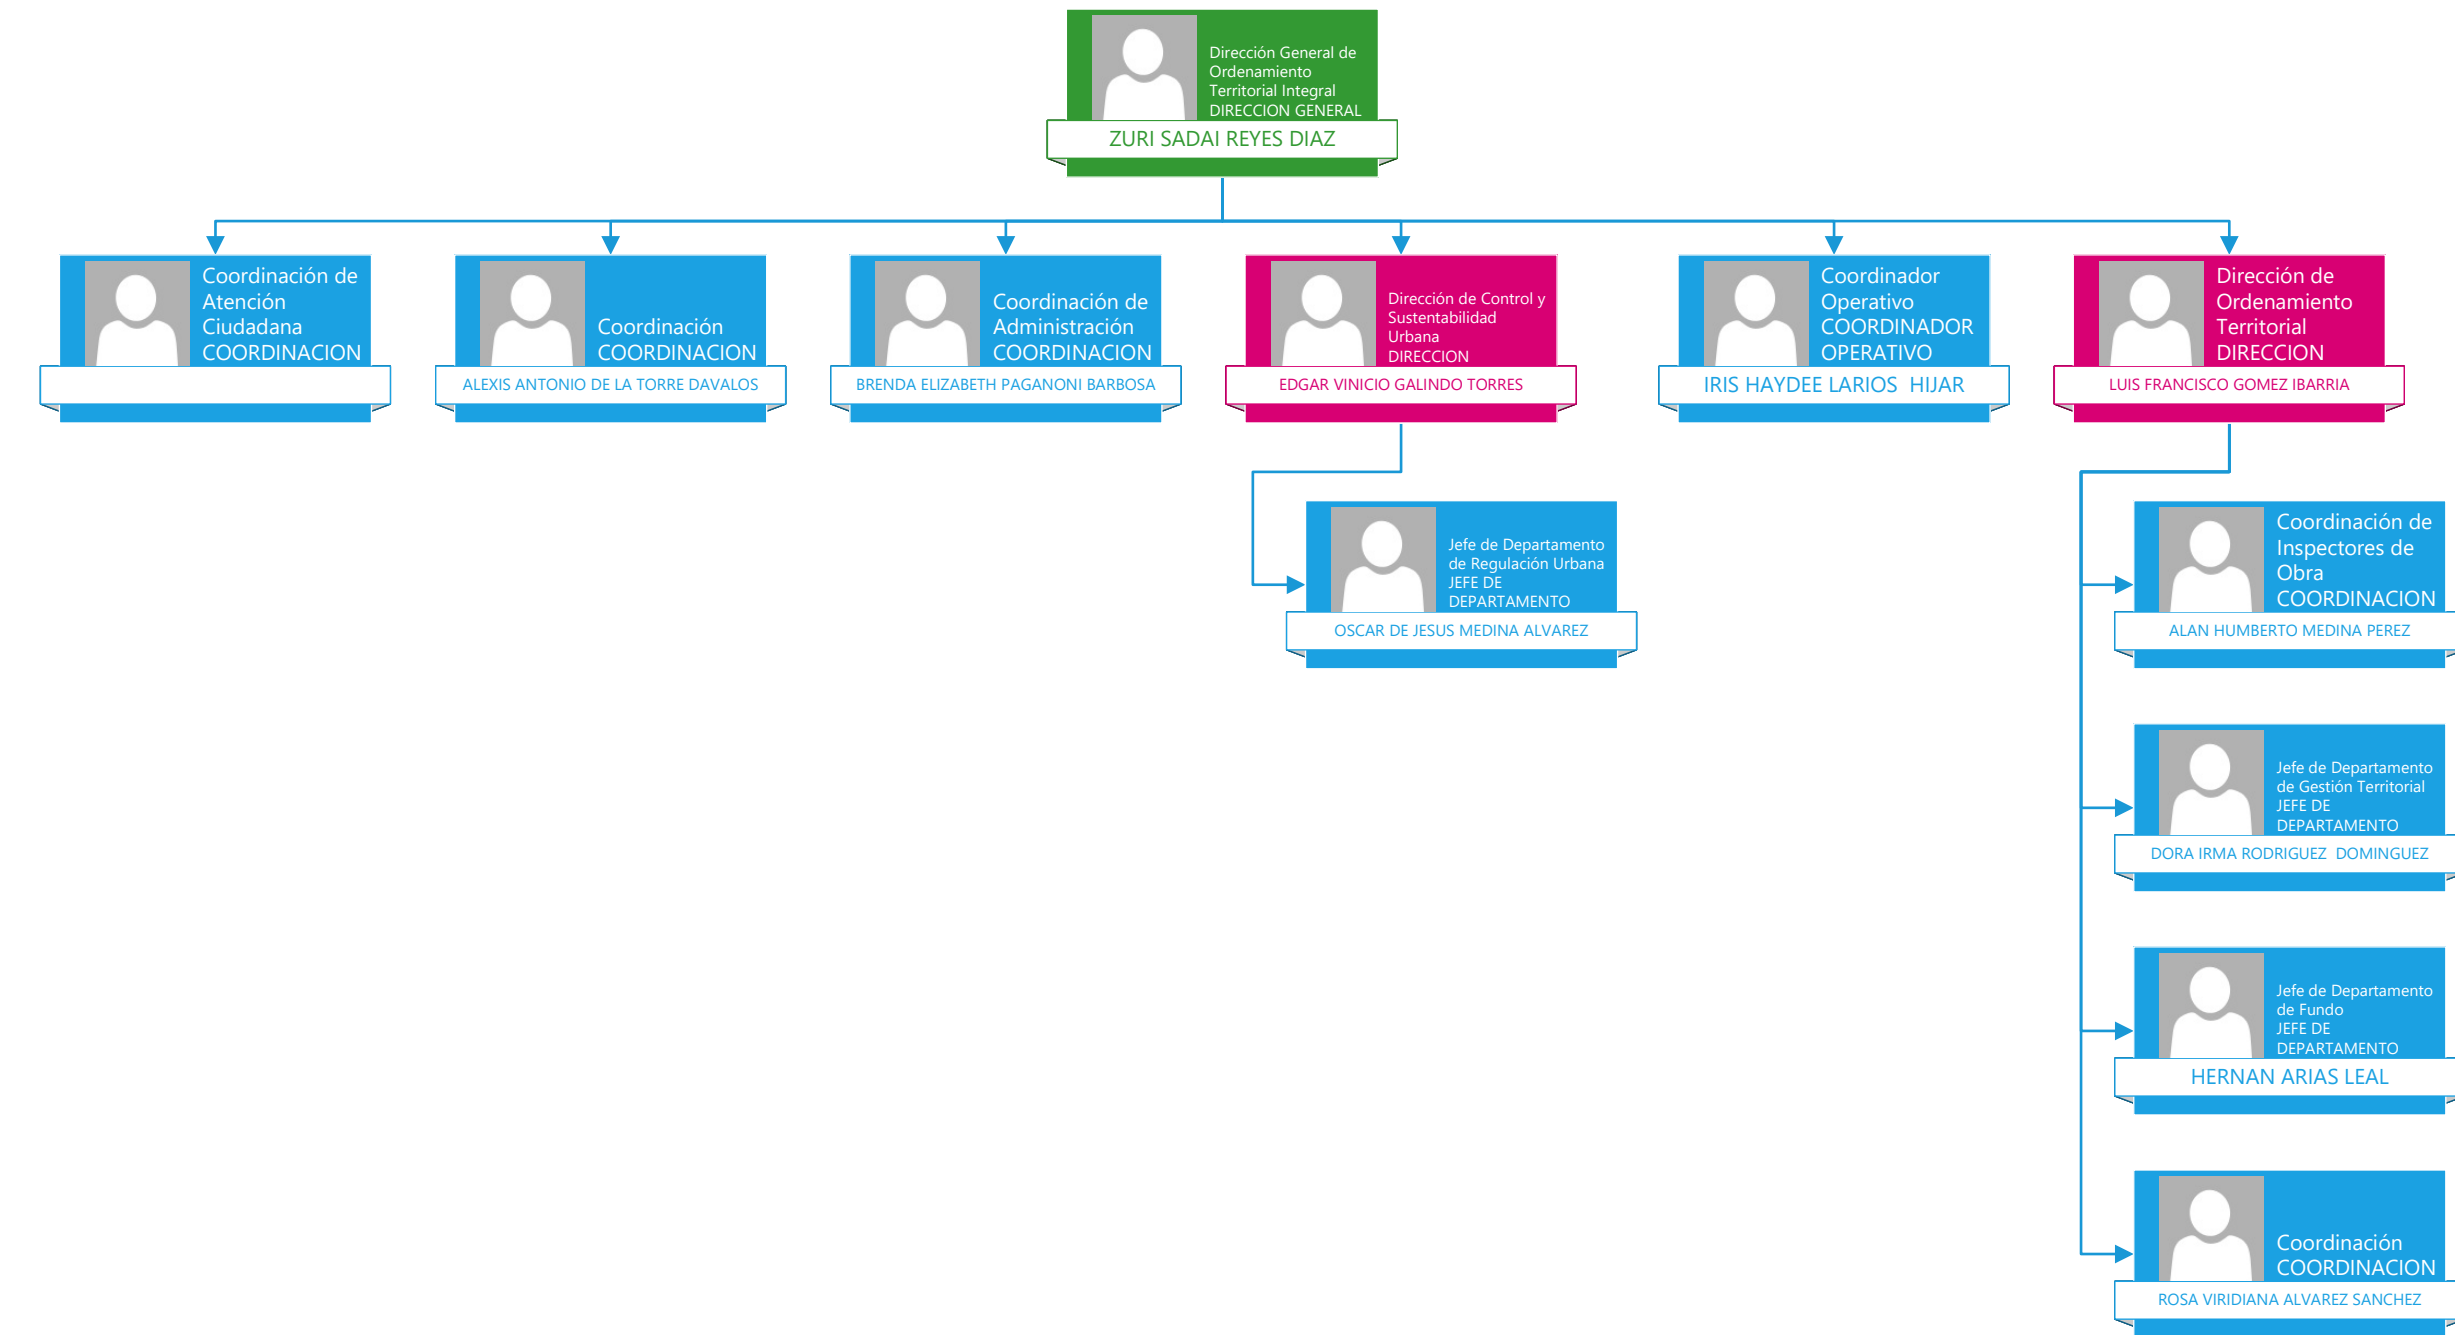 Dirección General de
Ordenamiento
Territorial Integral
DIRECCION GENERAL
ZURI SADAI REYES DIAZ
Coordinación de
Atención
Ciudadana
COORDINACION
Coordinación
COORDINACION
ALEXIS ANTONIO DE LA TORRE DAVALOS
Coordinación de
Administración
COORDINACION
BRENDA ELIZABETH PAGANONI BARBOSA
Dirección de Control y
Sustentabilidad
Urbana
DIRECCION
EDGAR VINICIO GALINDO TORRES
Coordinador
Operativo
COORDINADOR
OPERATIVO
IRIS HAYDEE LARIOS  HIJAR
Dirección de
Ordenamiento
Territorial
DIRECCION
LUIS FRANCISCO GOMEZ IBARRIA
Jefe de Departamento
de Regulación Urbana
JEFE DE
DEPARTAMENTO
OSCAR DE JESUS MEDINA ALVAREZ
Coordinación de
Inspectores de
Obra
COORDINACION
ALAN HUMBERTO MEDINA PEREZ
Jefe de Departamento
de Gestión Territorial
JEFE DE
DEPARTAMENTO
DORA IRMA RODRIGUEZ  DOMINGUEZ
Jefe de Departamento
de Fundo
JEFE DE
DEPARTAMENTO
HERNAN ARIAS LEAL
Coordinación
COORDINACION
ROSA VIRIDIANA ALVAREZ SANCHEZ